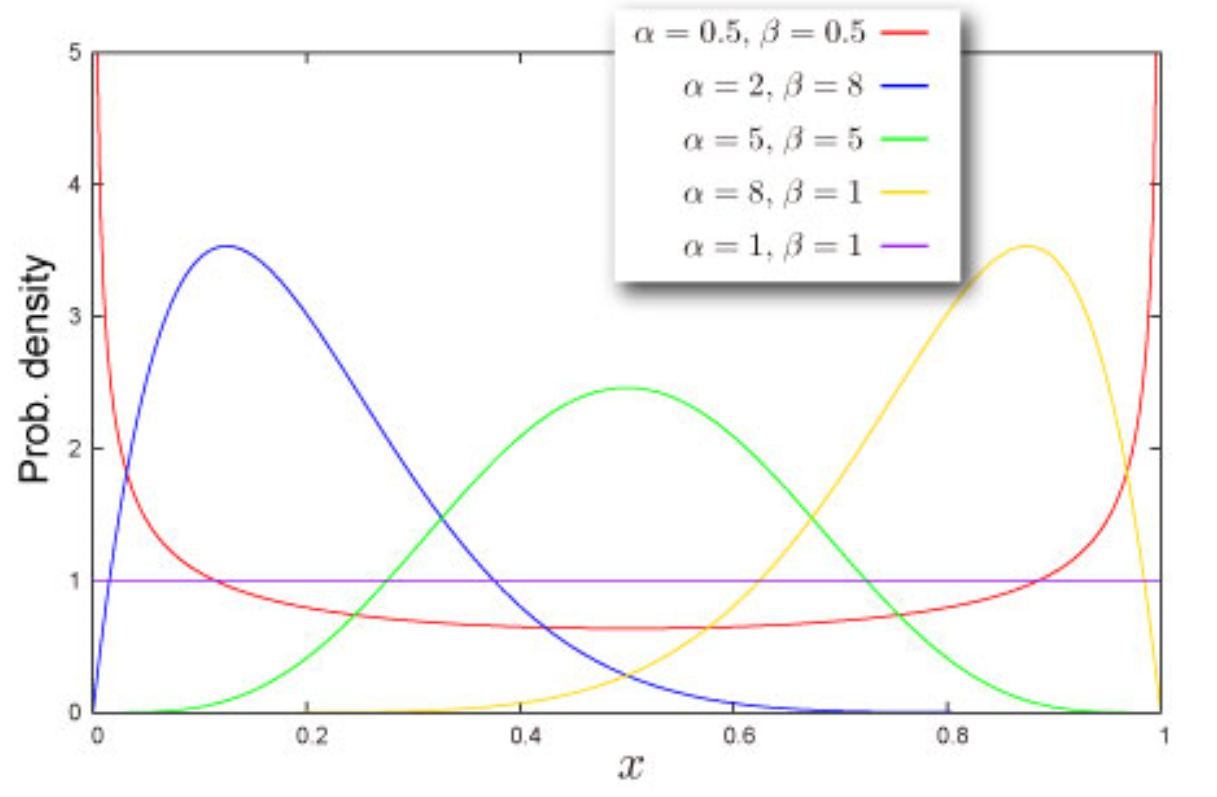 α = 0.5, β = 0.5
α = 2, β = 8
α = 5, β = 5
α = 8, β = 1
α = 1, β = 1
5
4
3
2
1
0
Prob. density
0 0.2 0.4 0.6 0.8 1
x